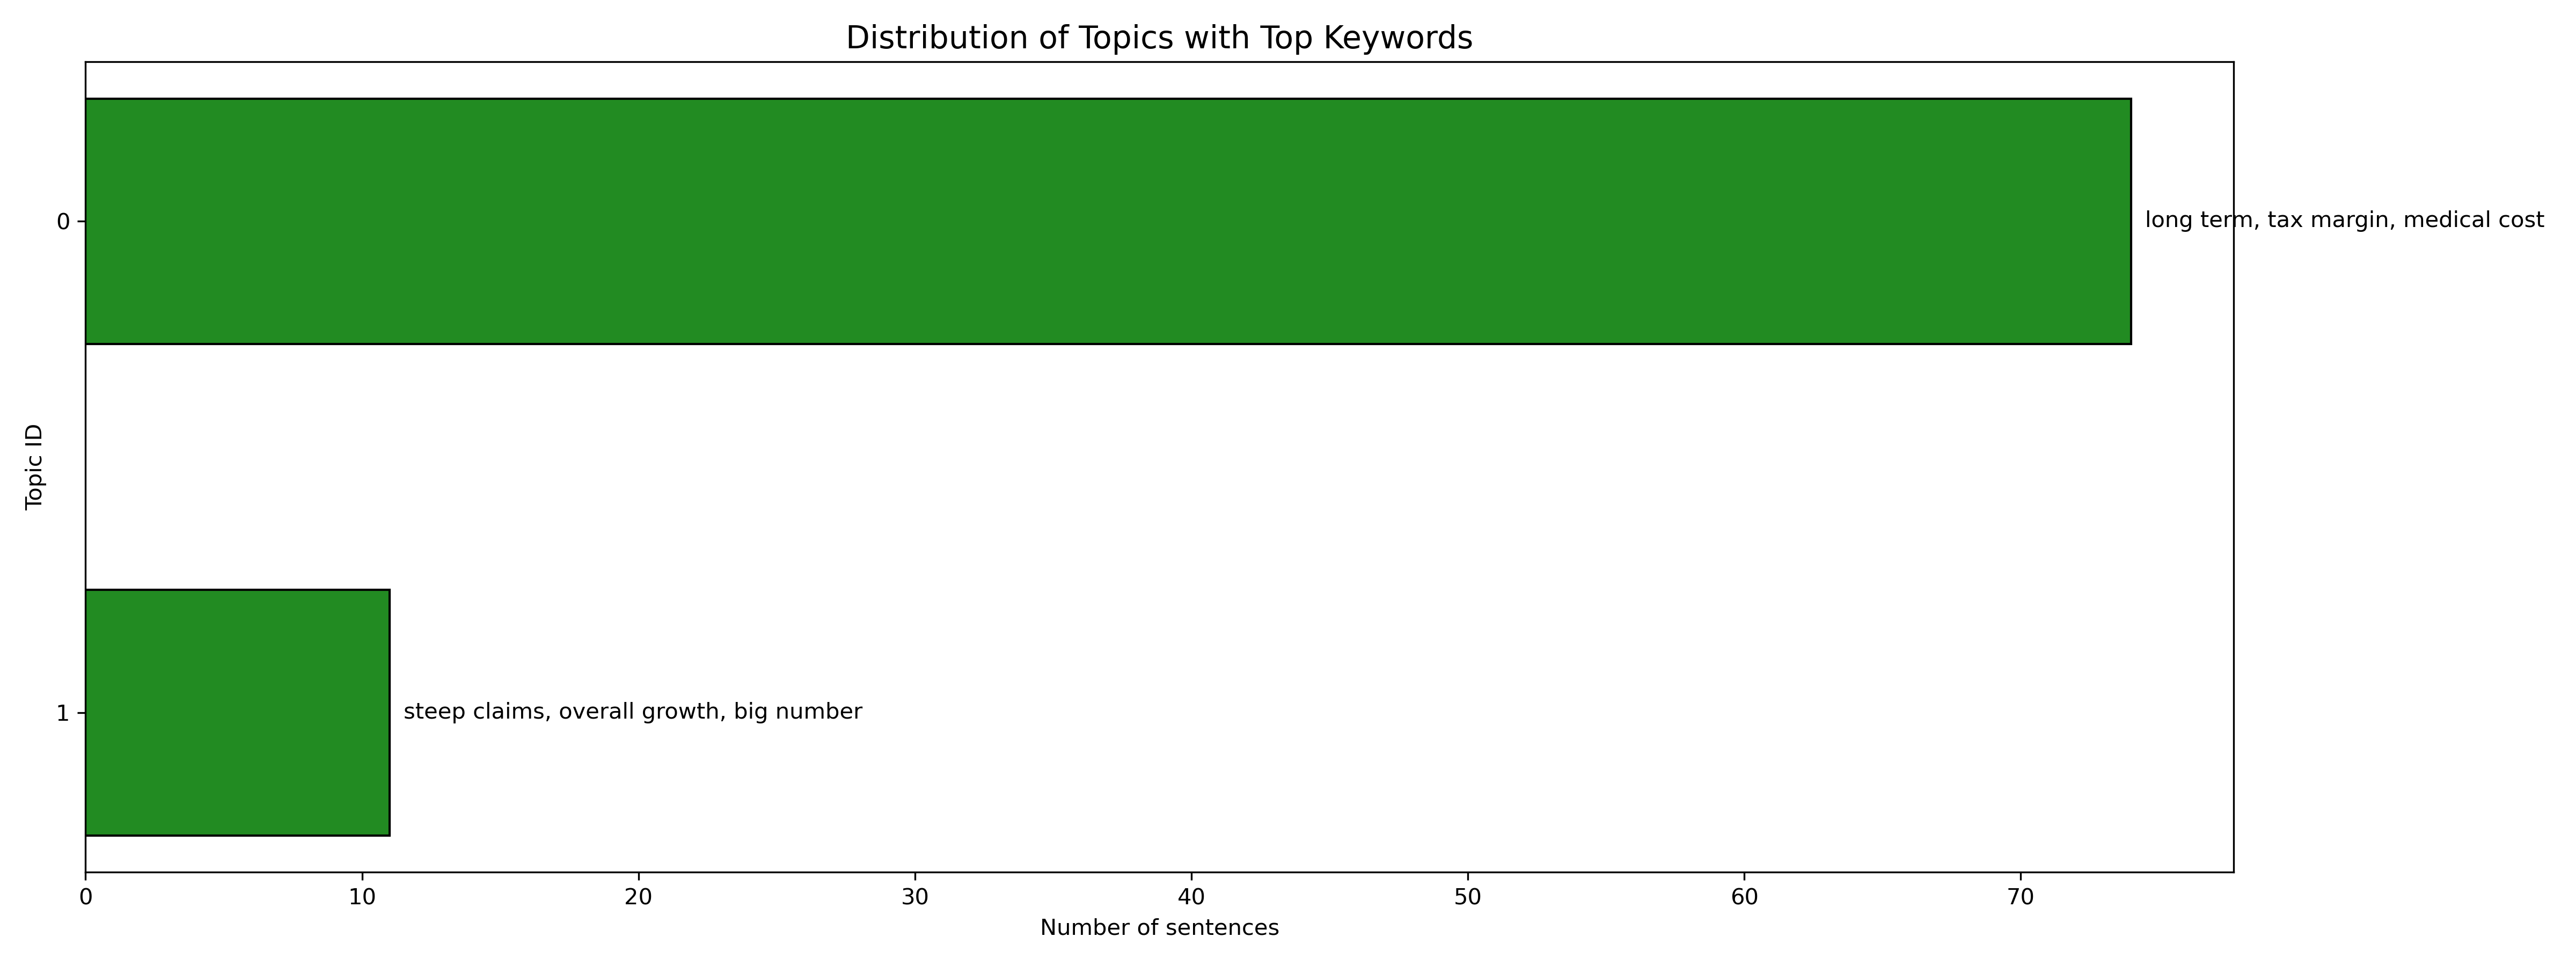 Distribution of Topics with Top Keywords
0
long term, tax margin, medical cost
Topic ID
1
steep claims, overall growth, big number
0 10 20 30 40 50 60 70
Number of sentences